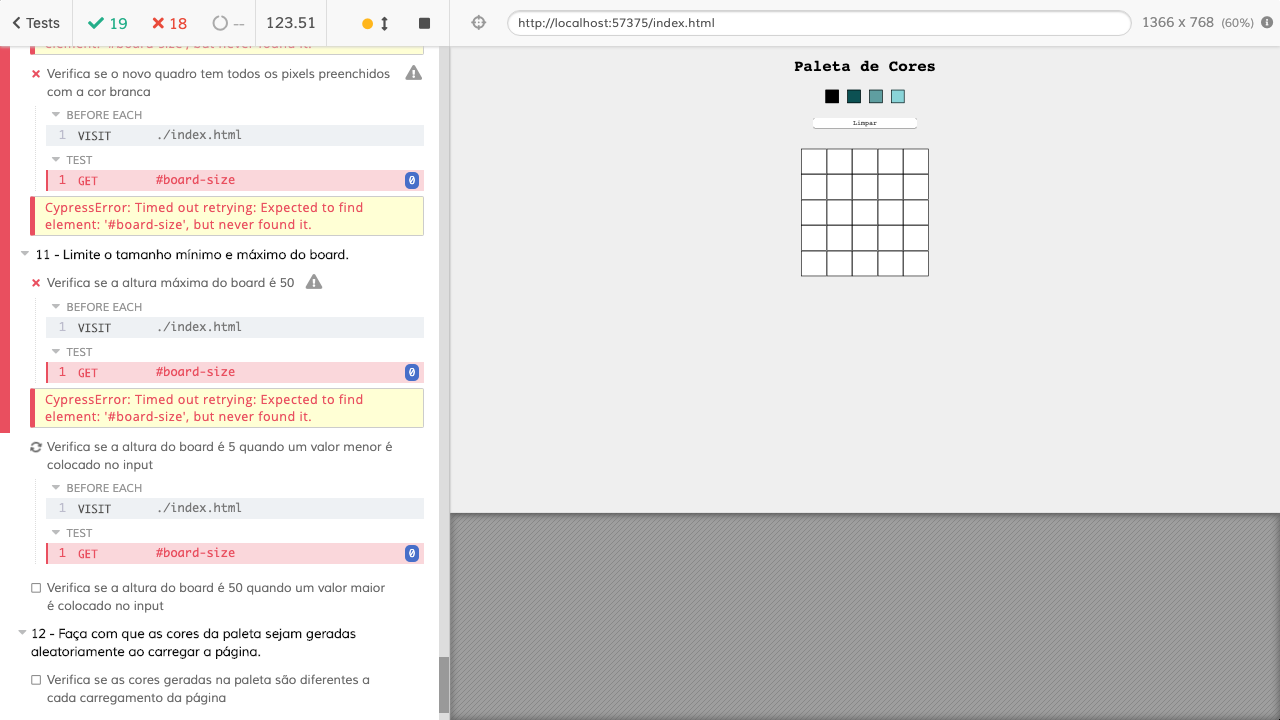 Tests
19
18
--
123.51
http://localhost:57375/index.html
1366 x 768 (60%)
element: '#board-size', but never found it.
Verifica se o novo quadro tem todos os pixels preenchidos
com a cor branca
BEFORE EACH
1 VISIT ./index.html
TEST
1 GET #board-size 0
CypressError: Timed out retrying: Expected to find
element: '#board-size', but never found it.
11 - Limite o tamanho mínimo e máximo do board.
Verifica se a altura máxima do board é 50
BEFORE EACH
1 VISIT ./index.html
TEST
1 GET #board-size 0
CypressError: Timed out retrying: Expected to find
element: '#board-size', but never found it.
Verifica se a altura do board é 5 quando um valor menor é
colocado no input
BEFORE EACH
1 VISIT ./index.html
TEST
1 GET #board-size 0
Verifica se a altura do board é 50 quando um valor maior
é colocado no input
12 - Faça com que as cores da paleta sejam geradas
aleatoriamente ao carregar a página.
Verifica se as cores geradas na paleta são diferentes a
cada carregamento da página
Paleta de Cores
Limpar